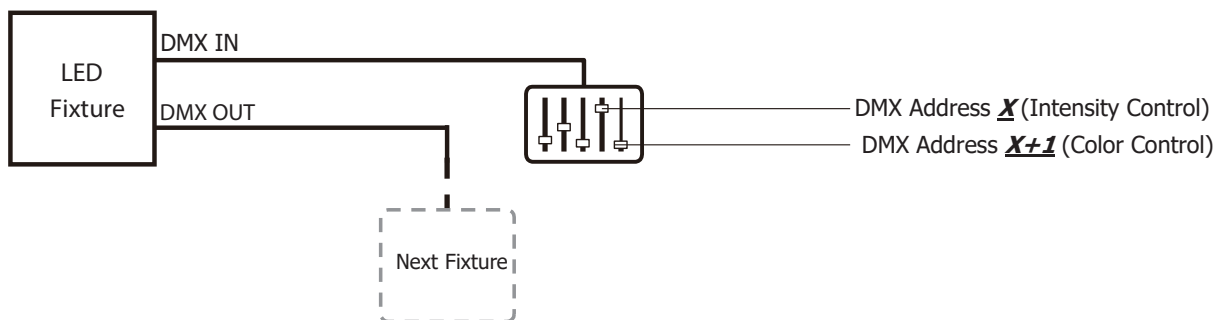 DMX IN
LED
Fixture
DMX OUT
DMX Address X (Intensity Control)
DMX Address X+1 (Color Control)
Next Fixture